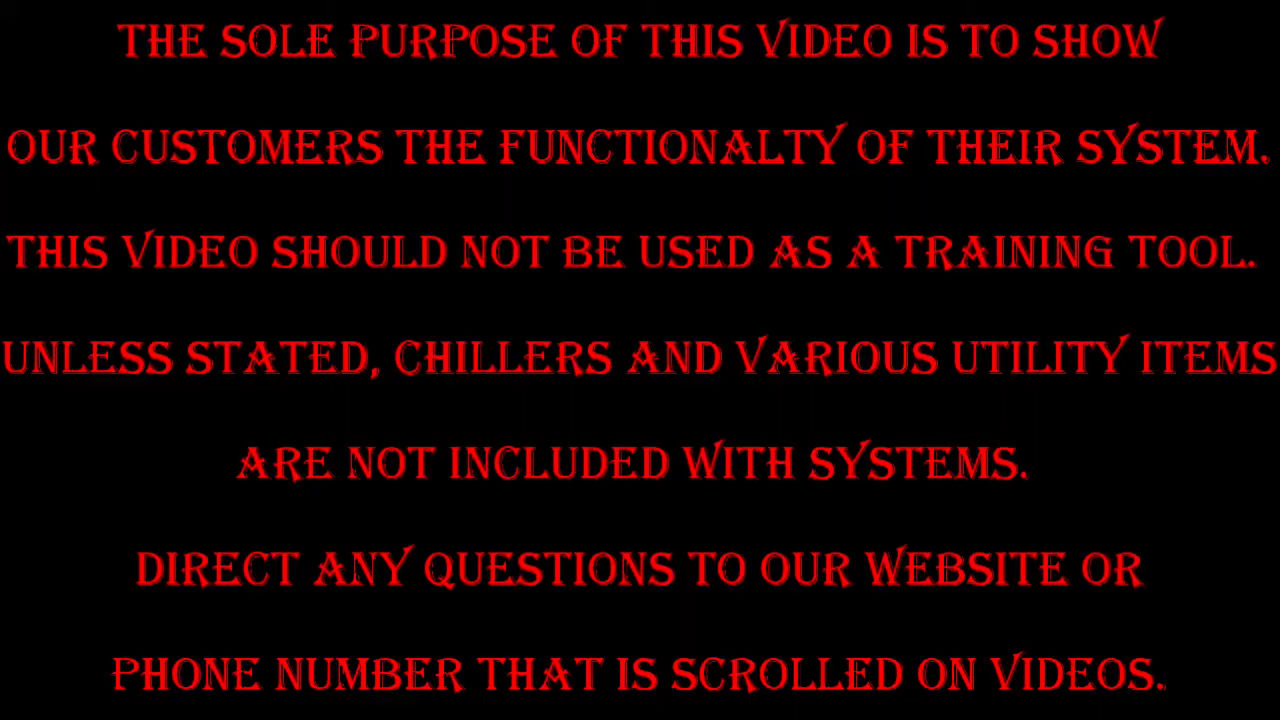 THE SOLE PURPOSE OF THIS VIDEO IS TO SHOW
OUR CUSTOMERS THE FUNCTIONALTY OF THEIR SYSTEM.
THIS VIDEO SHOULD NOT BE USED AS A TRAINING TOOL.
UNLESS STATED, CHILLERS AND VARIOUS UTILITY ITEMS
ARE NOT INCLUDED WITH SYSTEMS.
DIRECT ANY QUESTIONS TO OUR WEBSITE OR
PHONE NUMBER THAT IS SCROLLED ON VIDEOS.